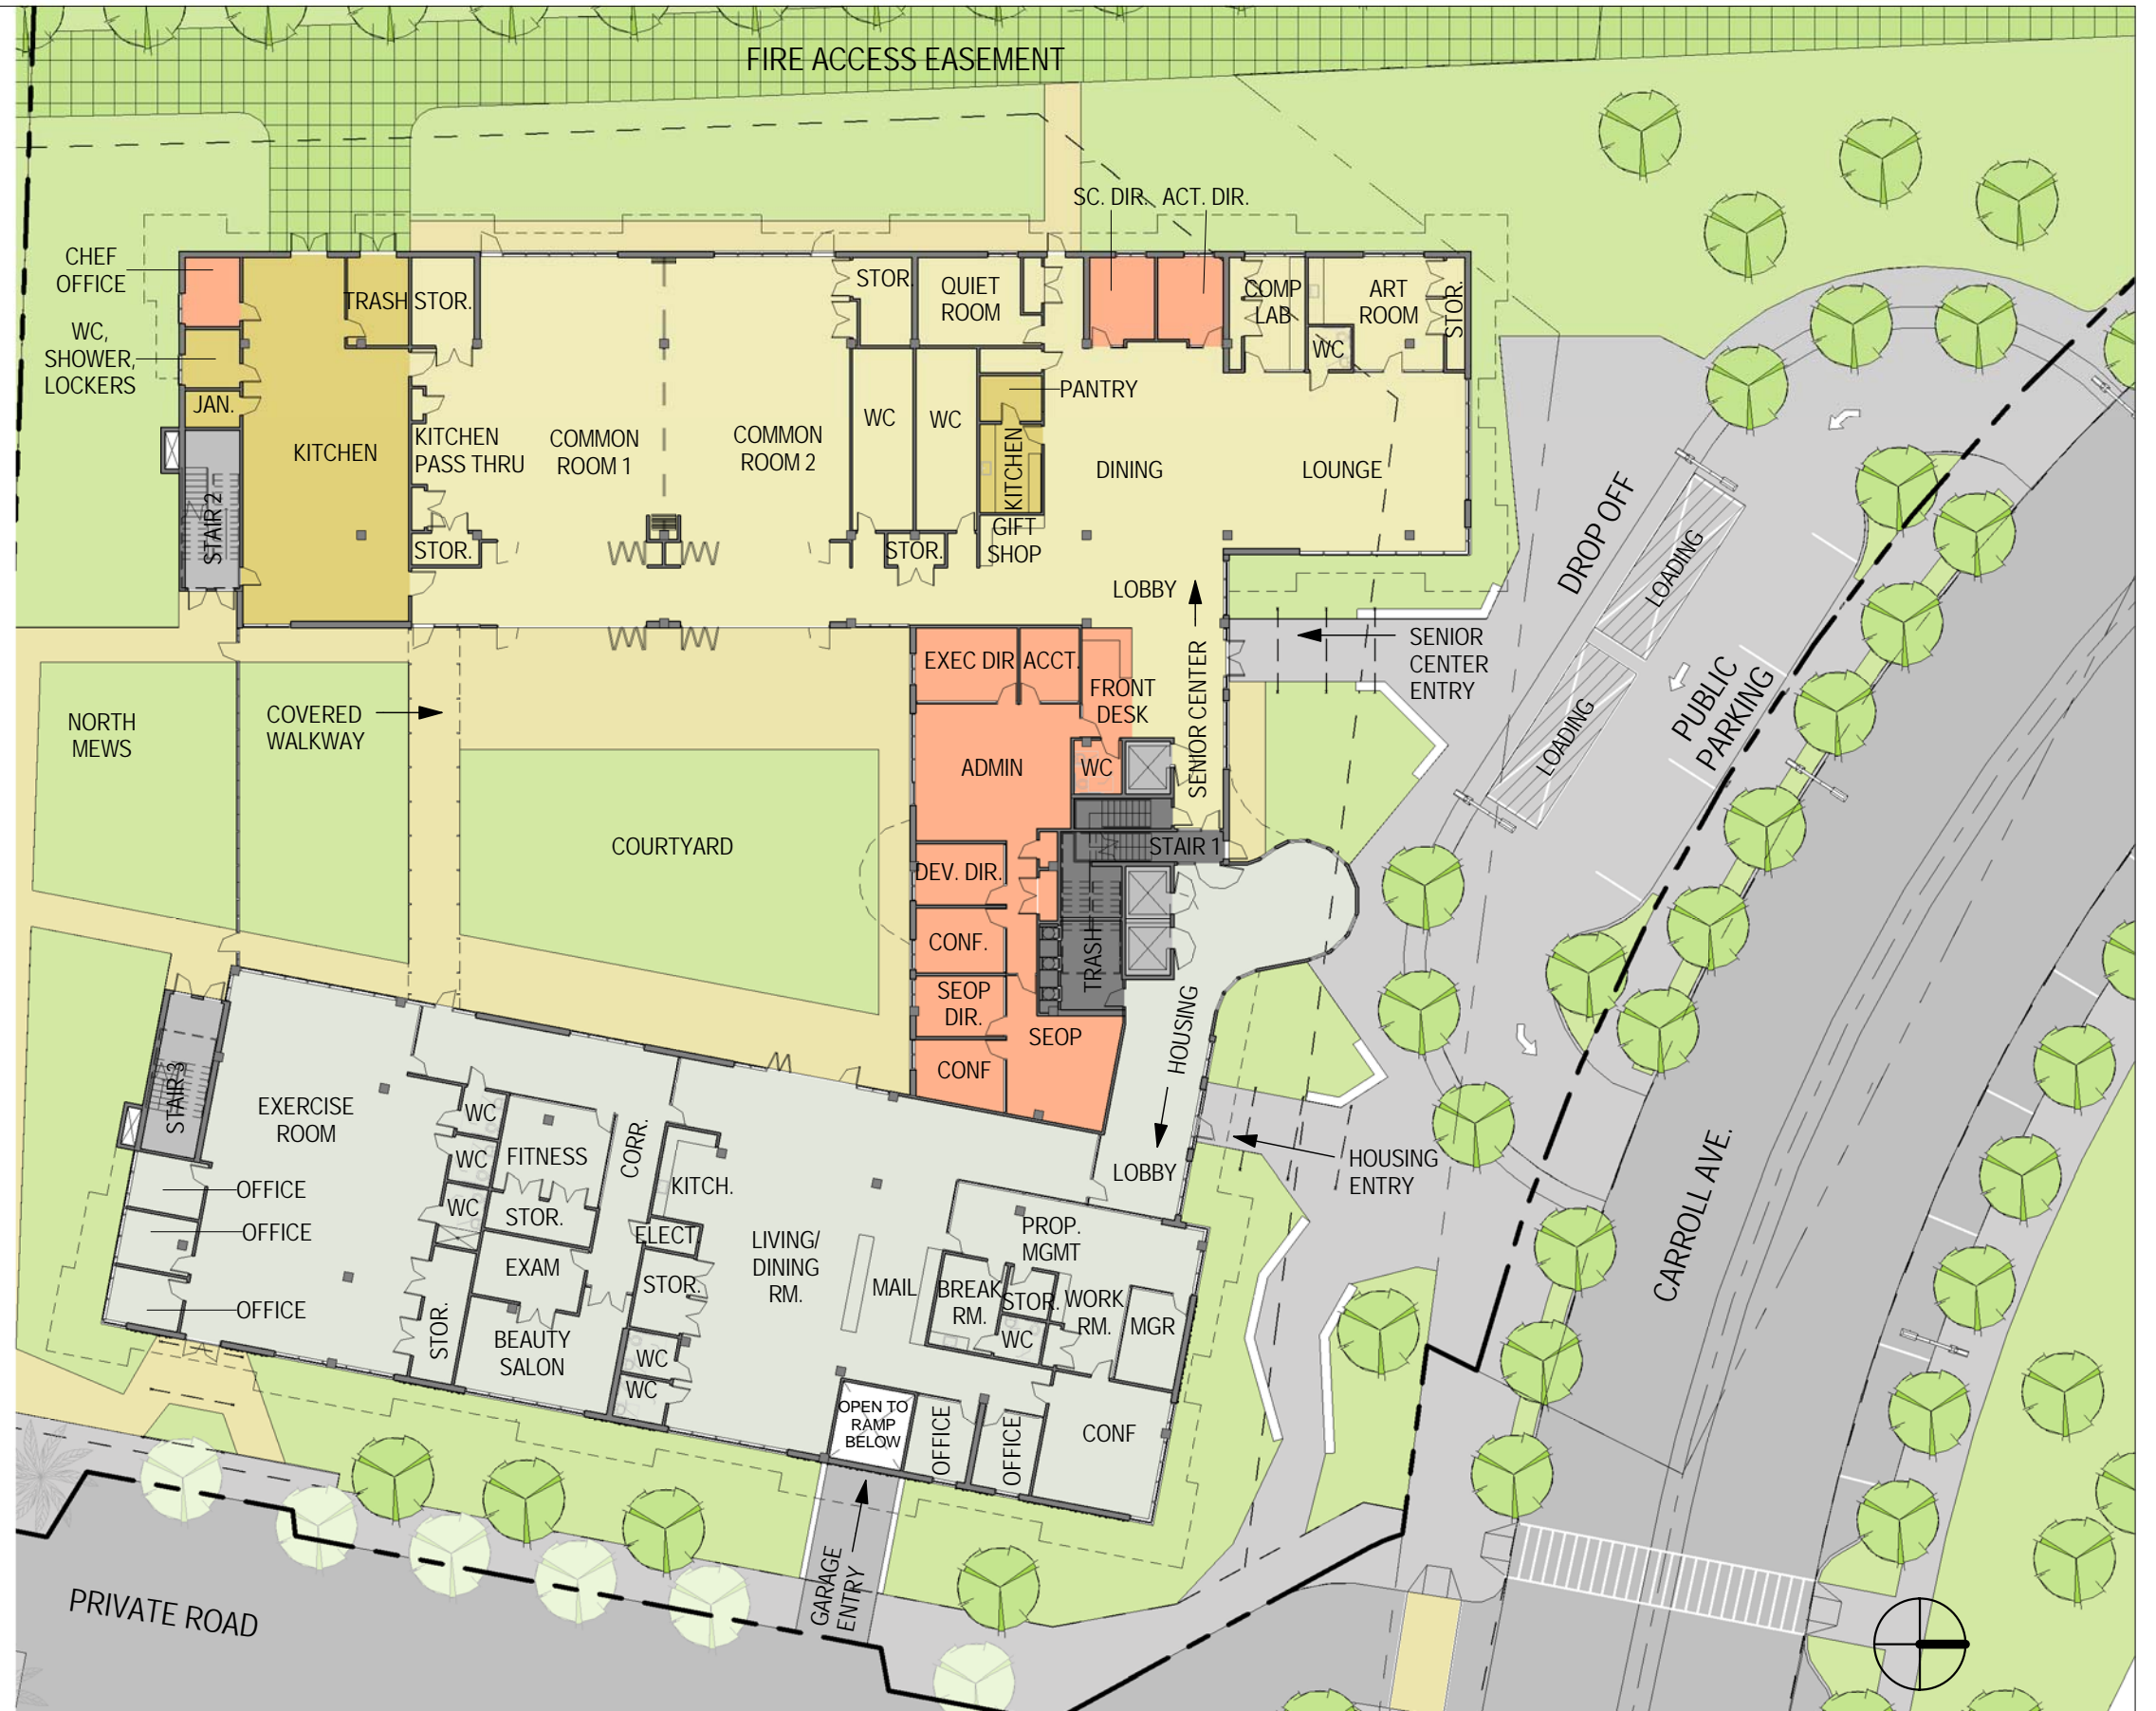 FIRE ACCESS EASEMENT
SC. DIR.
ACT. DIR.
CHEF
OFFICE
WC,
SHOWER,
LOCKERS
JAN.
STAIR 2
KITCHEN
TRASH
STOR.
KITCHEN
PASS THRU
STOR.
COMMON
ROOM 1
COMMON
ROOM 2
STOR.
QUIET
ROOM
WC
WC
PANTRY
KITCHEN
GIFT
SHOP
STOR.
DINING
LOUNGE
COMP
LAB
WC
ART
ROOM
STOR.
LOBBY
SENIOR CENTER
SENIOR
CENTER
ENTRY
DROP OFF
LOADING
LOADING
PUBLIC
PARKING
NORTH
MEWS
COVERED
WALKWAY
COURTYARD
EXEC DIR
ACCT.
FRONT
DESK
ADMIN
WC
STAIR 1
DEV. DIR.
CONF.
TRASH
SEOP
DIR.
SEOP
CONF
HOUSING
LOBBY
HOUSING
ENTRY
CARROLL AVE.
STAIR 3
EXERCISE
ROOM
OFFICE
OFFICE
OFFICE
WC
WC
WC
FITNESS
STOR.
CORR.
KITCH.
ELECT.
EXAM
STOR.
STOR.
BEAUTY
SALON
WC
WC
LIVING/
DINING
RM.
MAIL
PROP.
MGMT
BREAK
RM.
STOR.
WC
WORK
RM.
MGR
OPEN TO
RAMP
BELOW
OFFICE
OFFICE
CONF
GARAGE
ENTRY
PRIVATE ROAD